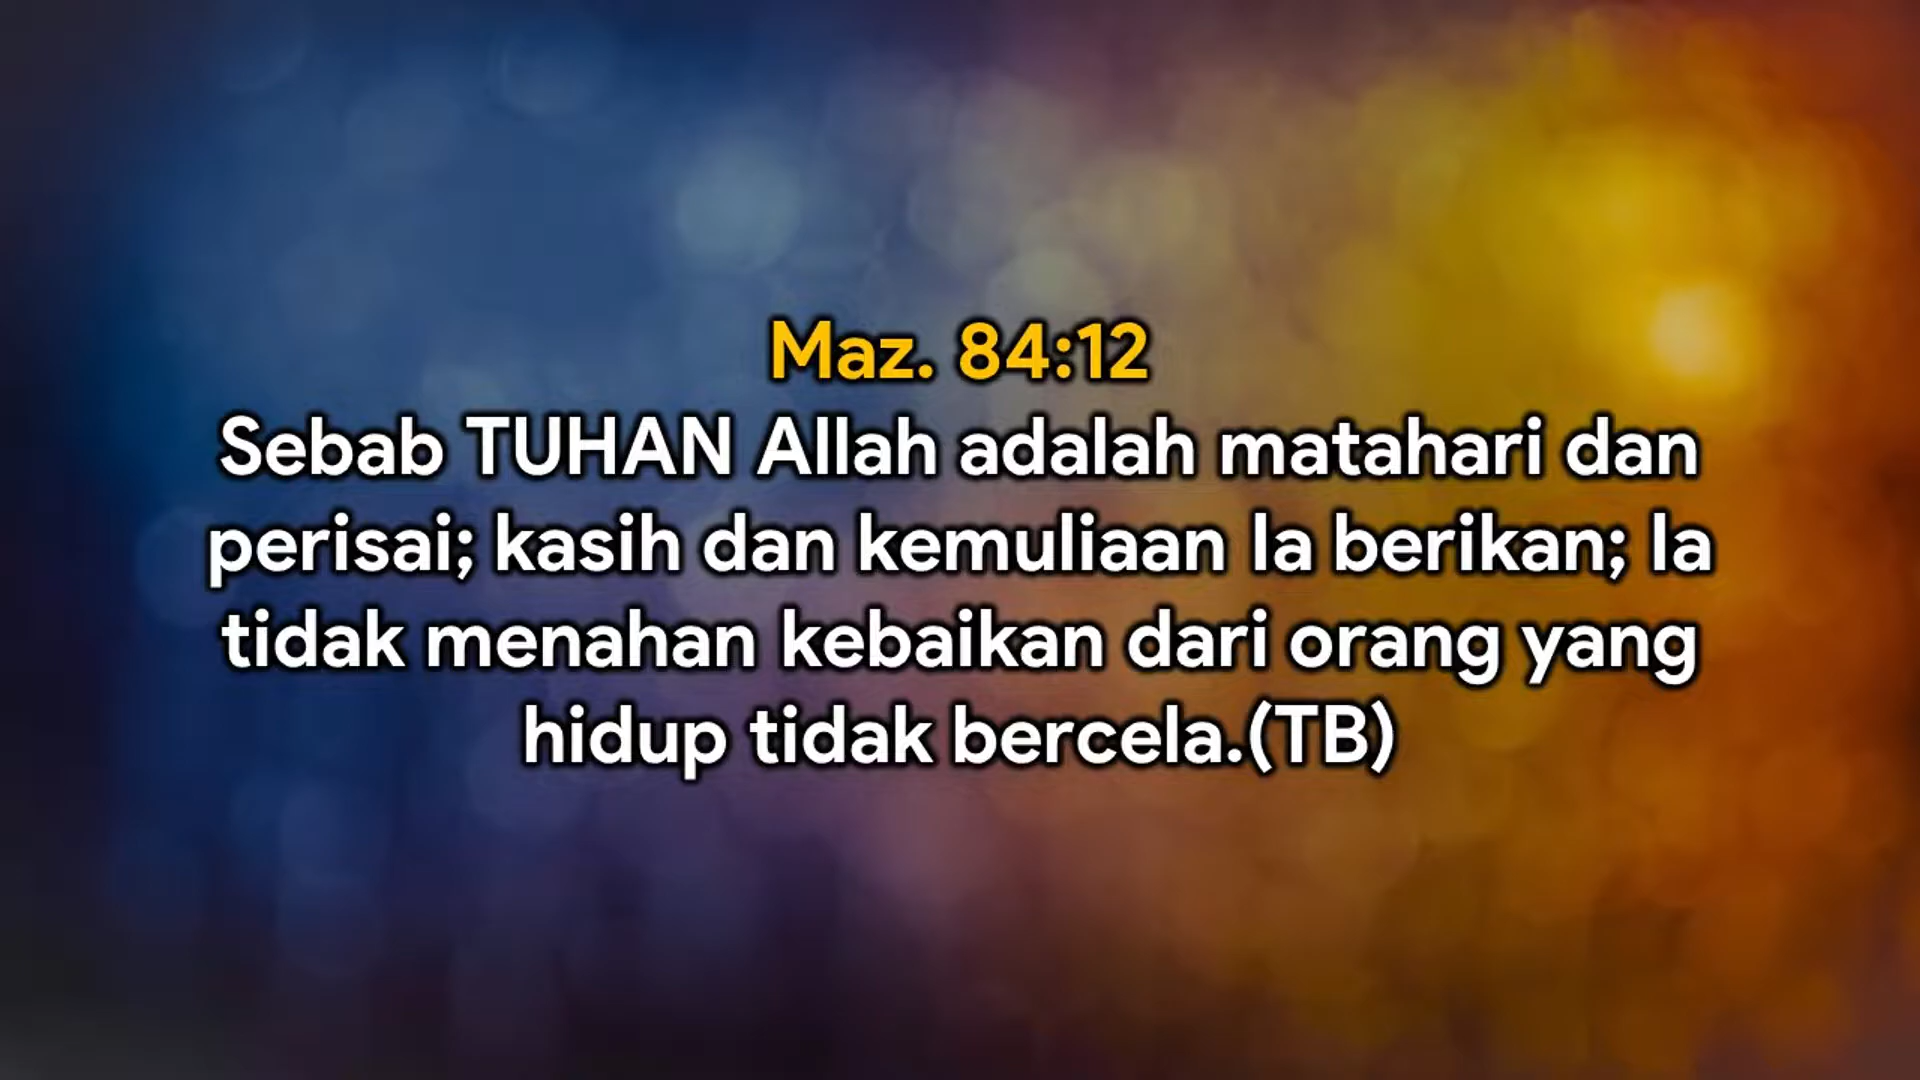 Maz. 84:12
Sebab TUHAN Allah adalah matahari dan
perisai; kasih dan kemuliaan Ia berikan; Ia
tidak menahan kebaikan dari orang yang
hidup tidak bercela.(TB)